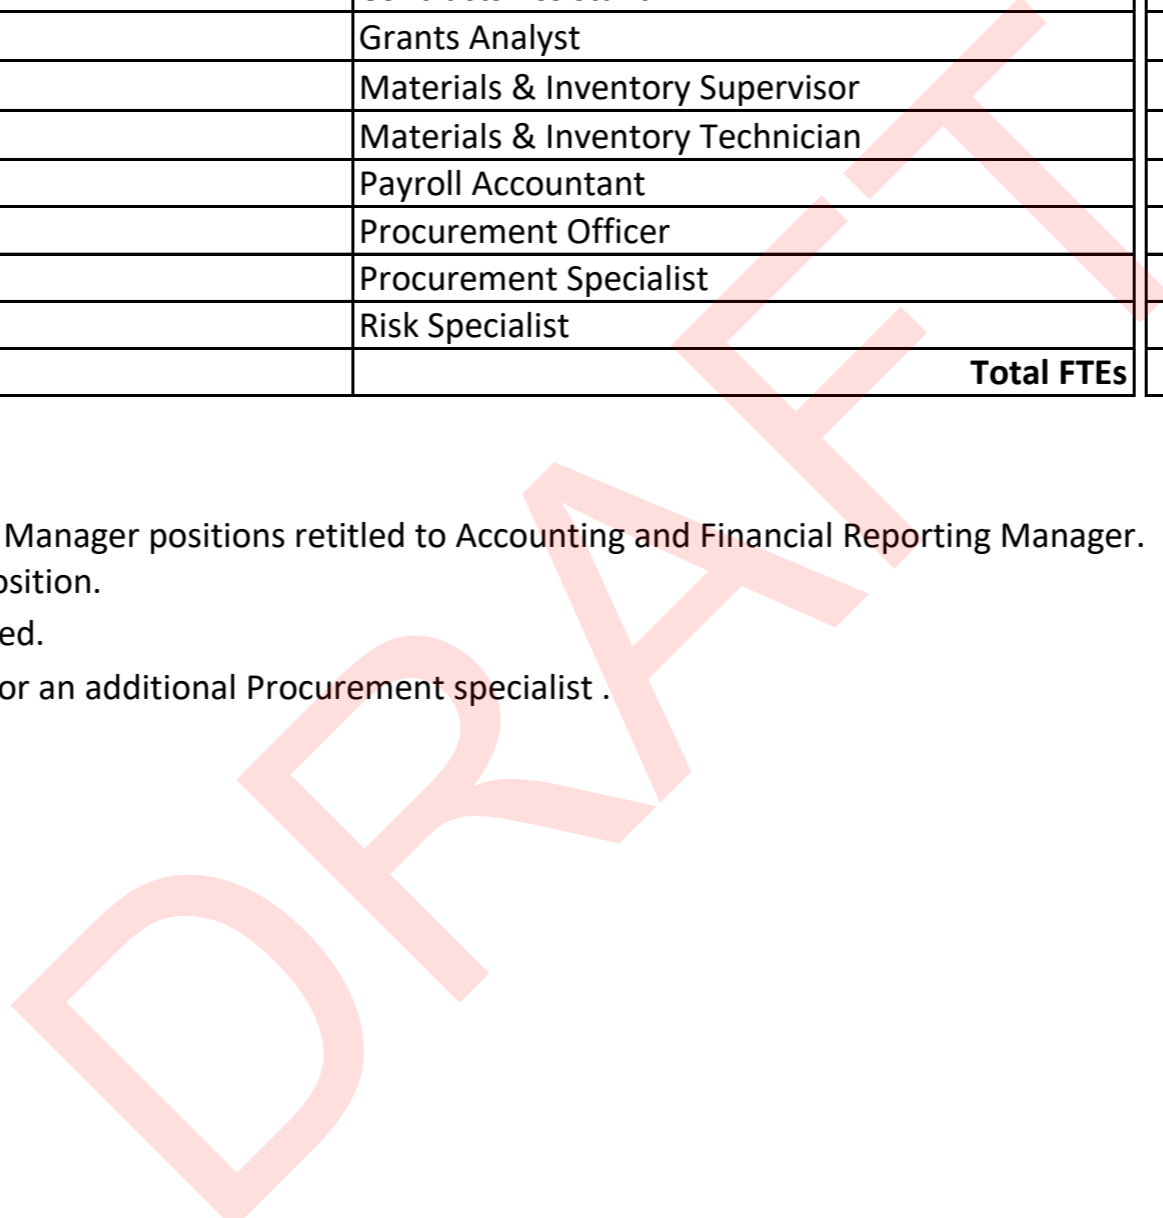 Grants Analyst
Materials & Inventory Supervisor
Materials & Inventory Technician
Payroll Accountant
Procurement Officer
Procurement Specialist
Risk Specialist
Total FTEs
Manager positions retitled to Accounting and Financial Reporting Manager.
osition.
ed.
or an additional Procurement specialist .
DRAFT